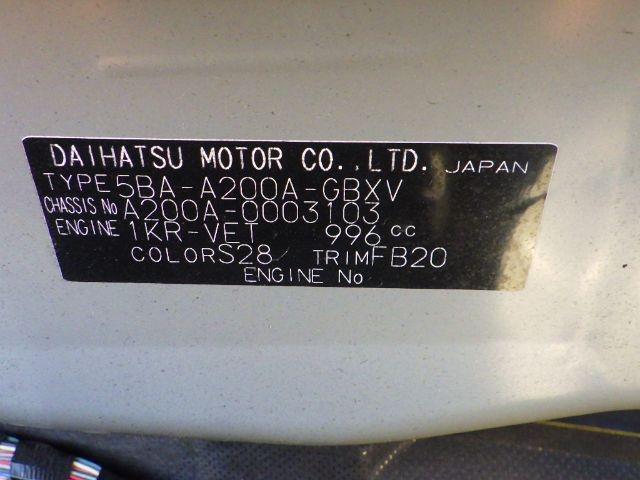 DAIHATSU MOTOR CO.,LTD. JAPAN
TYPE 5BA-A200A-GBXV
CHASSIS No A200A-0003103
ENGINE 1KR-VET 996 cc
COLOR S28 TRIM FB20
ENGINE No